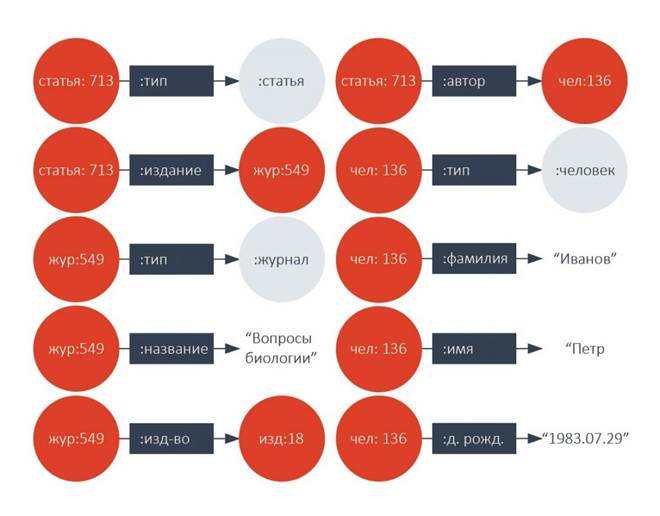 статья: 713 :тип :статья
статья: 713 :автор чел:136
статья: 713 :издание жур:549
чел: 136 :тип :человек
жур:549 :тип :журнал
чел: 136 :фамилия “Иванов”
жур:549 :название “Вопросы
биологии”
чел: 136 :имя “Петр
жур:549 :изд-во изд:18
чел: 136 :д. рожд. “1983.07.29”